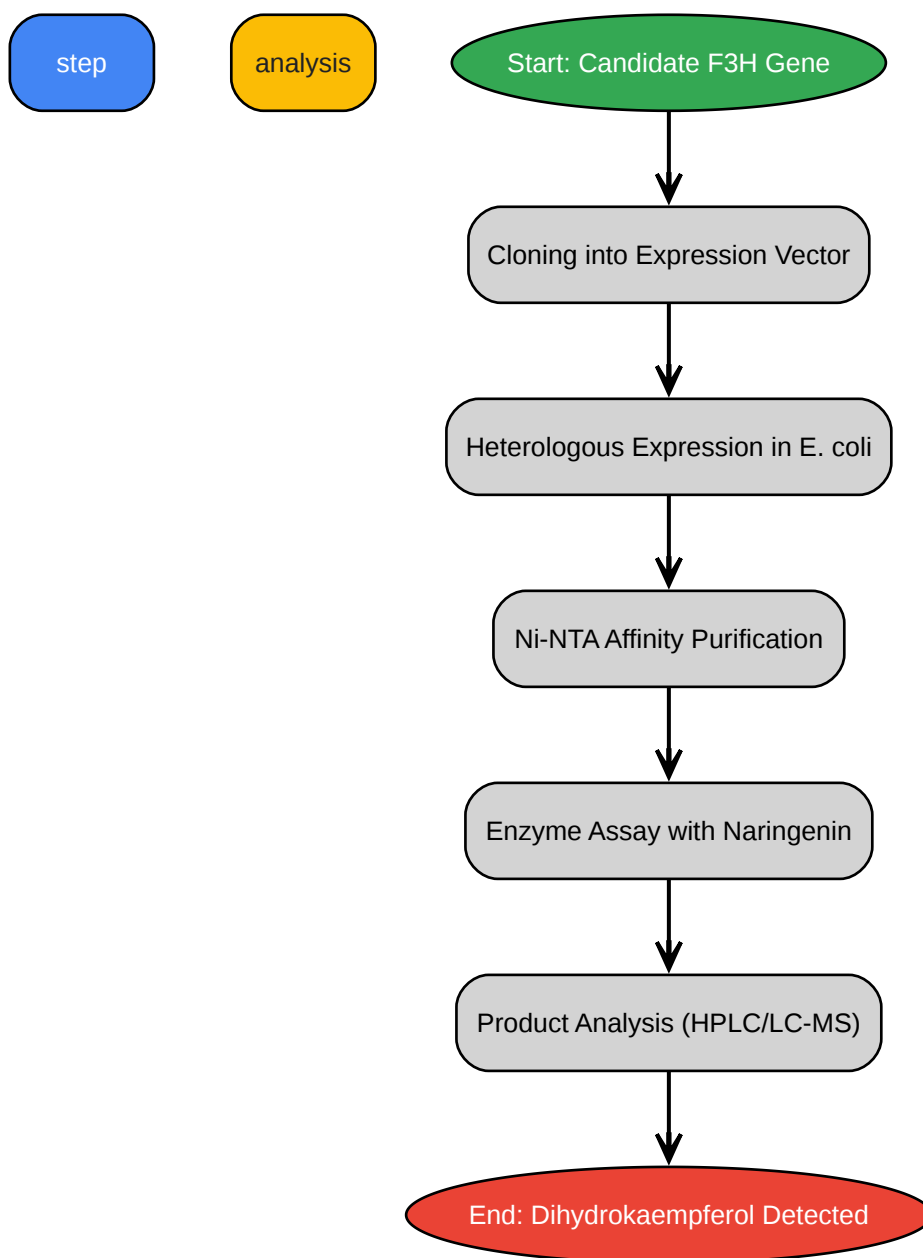 step
analysis
Start: Candidate F3H Gene
Cloning into Expression Vector
Heterologous Expression in E. coli
Ni-NTA Affinity Purification
Enzyme Assay with Naringenin
Product Analysis (HPLC/LC-MS)
End: Dihydrokaempferol Detected